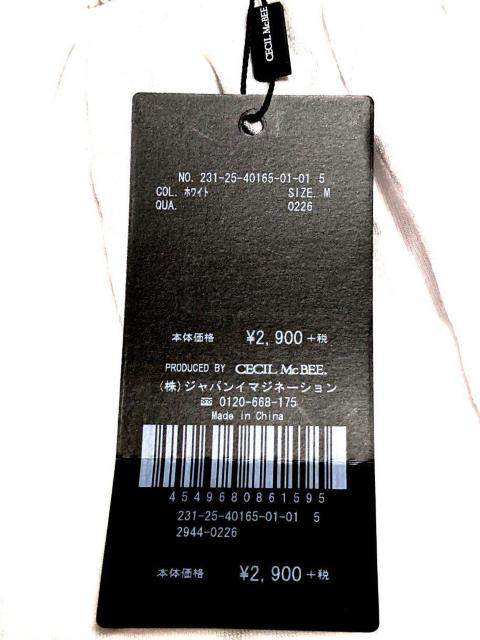 CECIL McBEE
NO. 231-25-40165-01-01 5
COL. ホワイト SIZE. M
QUA. 0226
本体価格 ¥2,900+税
PRODUCED BY CECIL McBEE.
(株)ジャパンイマジネーション
0120-668-175
Made in China
4549680861595
231-25-40165-01-01 5
2944-0226
本体価格 ¥2,900+税